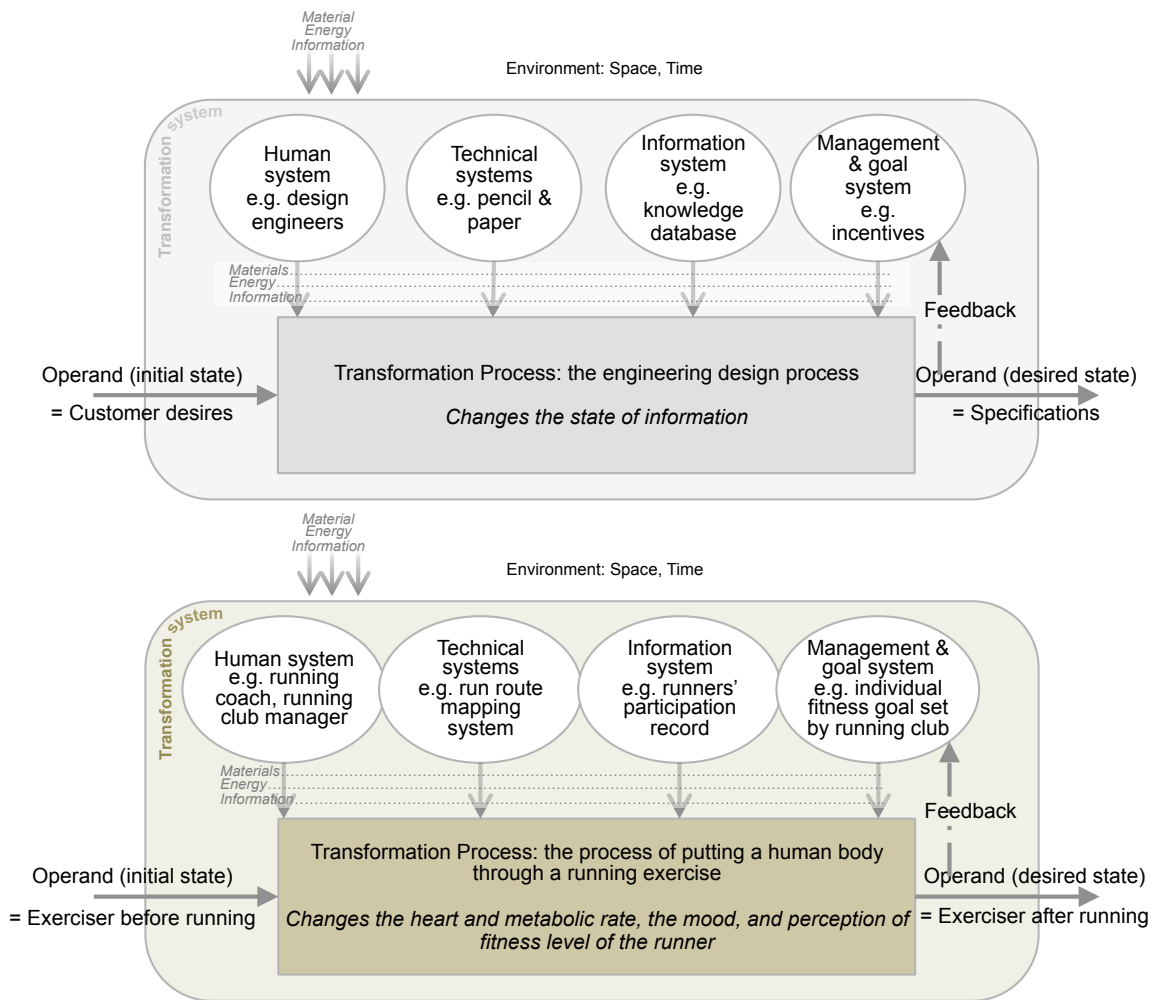 Material
Energy
Information
Environment: Space, Time
Transformation system
Human
system
e.g. design
engineers
Technical
systems
e.g. pencil &
paper
Information
system
e.g.
knowledge
database
Management
& goal
system
e.g.
incentives
Materials
Energy
Information
Feedback
Operand (initial state)
= Customer desires
Transformation Process: the engineering design process
Changes the state of information
Operand (desired state)
= Specifications
Material
Energy
Information
Environment: Space, Time
Transformation system
Human system
e.g. running
coach, running
club manager
Technical
systems
e.g. run route
mapping
system
Information
system
e.g. runners’
participation
record
Management &
goal system
e.g. individual
fitness goal set
by running club
Materials
Energy
Information
Feedback
Operand (initial state)
= Exerciser before running
Transformation Process: the process of putting a human body
through a running exercise
Changes the heart and metabolic rate, the mood, and perception of
fitness level of the runner
Operand (desired state)
= Exerciser after running